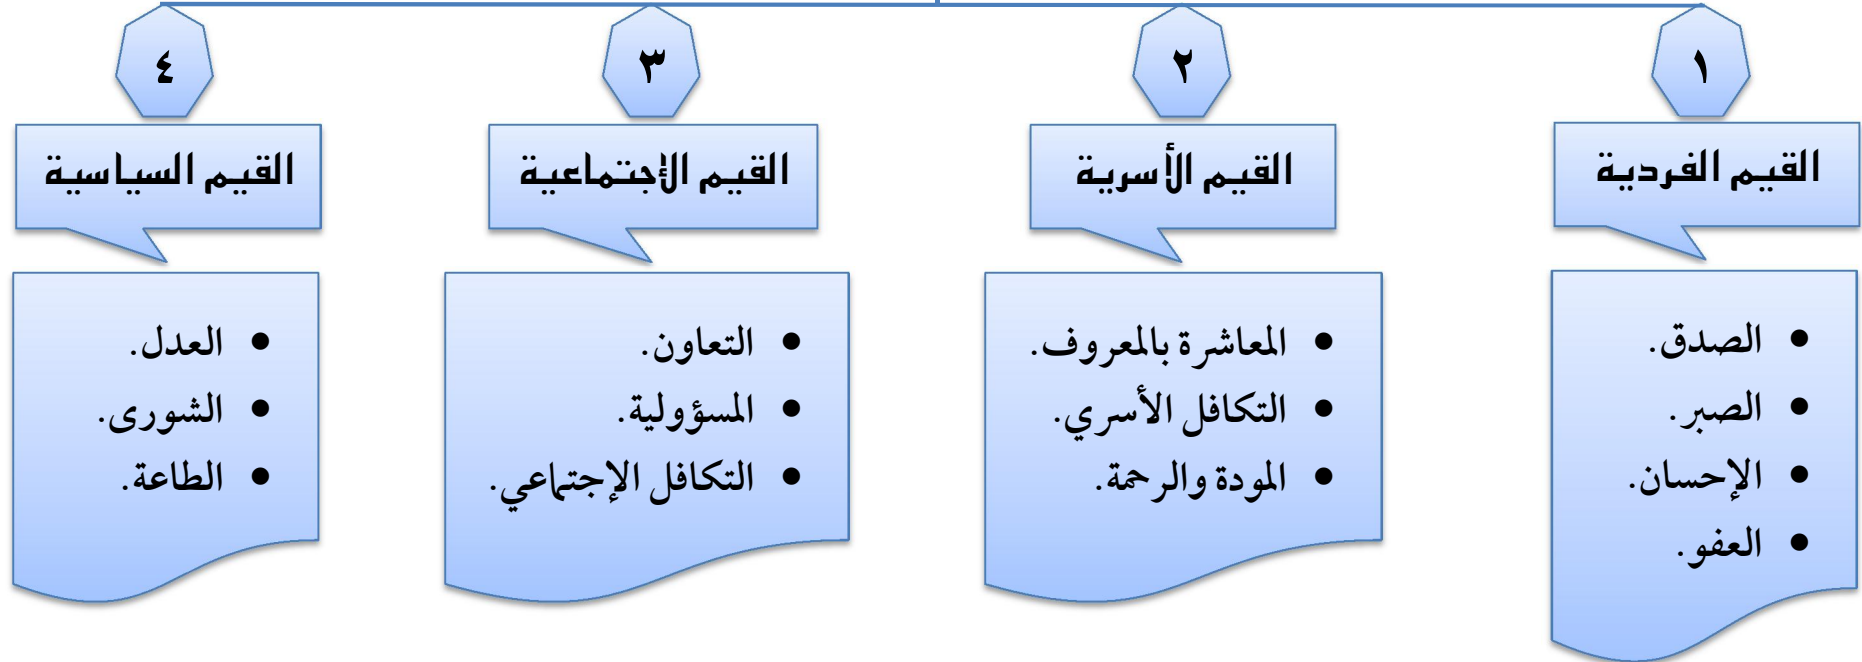 ١
القيم الفردية
• الصدق.
• الصبر.
• الإحسان.
• العفو.
٢
القيم الأسرية
• المعاشرة بالمعروف.
• التكافل الأسري.
• المودة والرحمة.
٣
القيم الإجتماعية
• التعاون.
• المسؤولية.
• التكافل الإجتماعي.
٤
القيم السياسية
• العدل.
• الشورى.
• الطاعة.